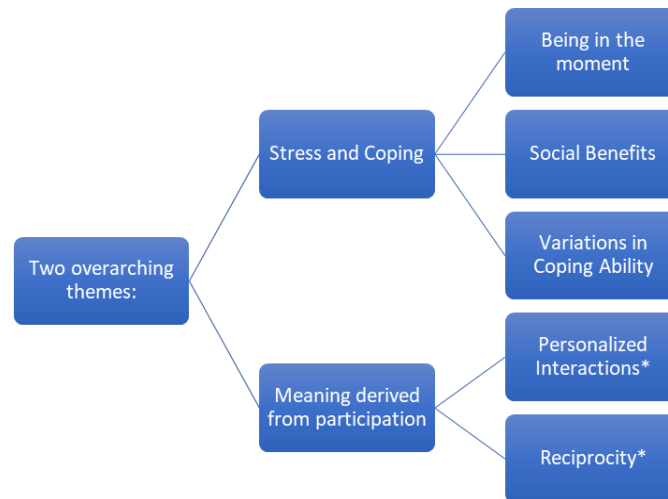 Two overarching
themes:
Stress and Coping
Being in the
moment
Social Benefits
Variations in
Coping Ability
Meaning derived
from participation
Personalized
Interactions*
Reciprocity*